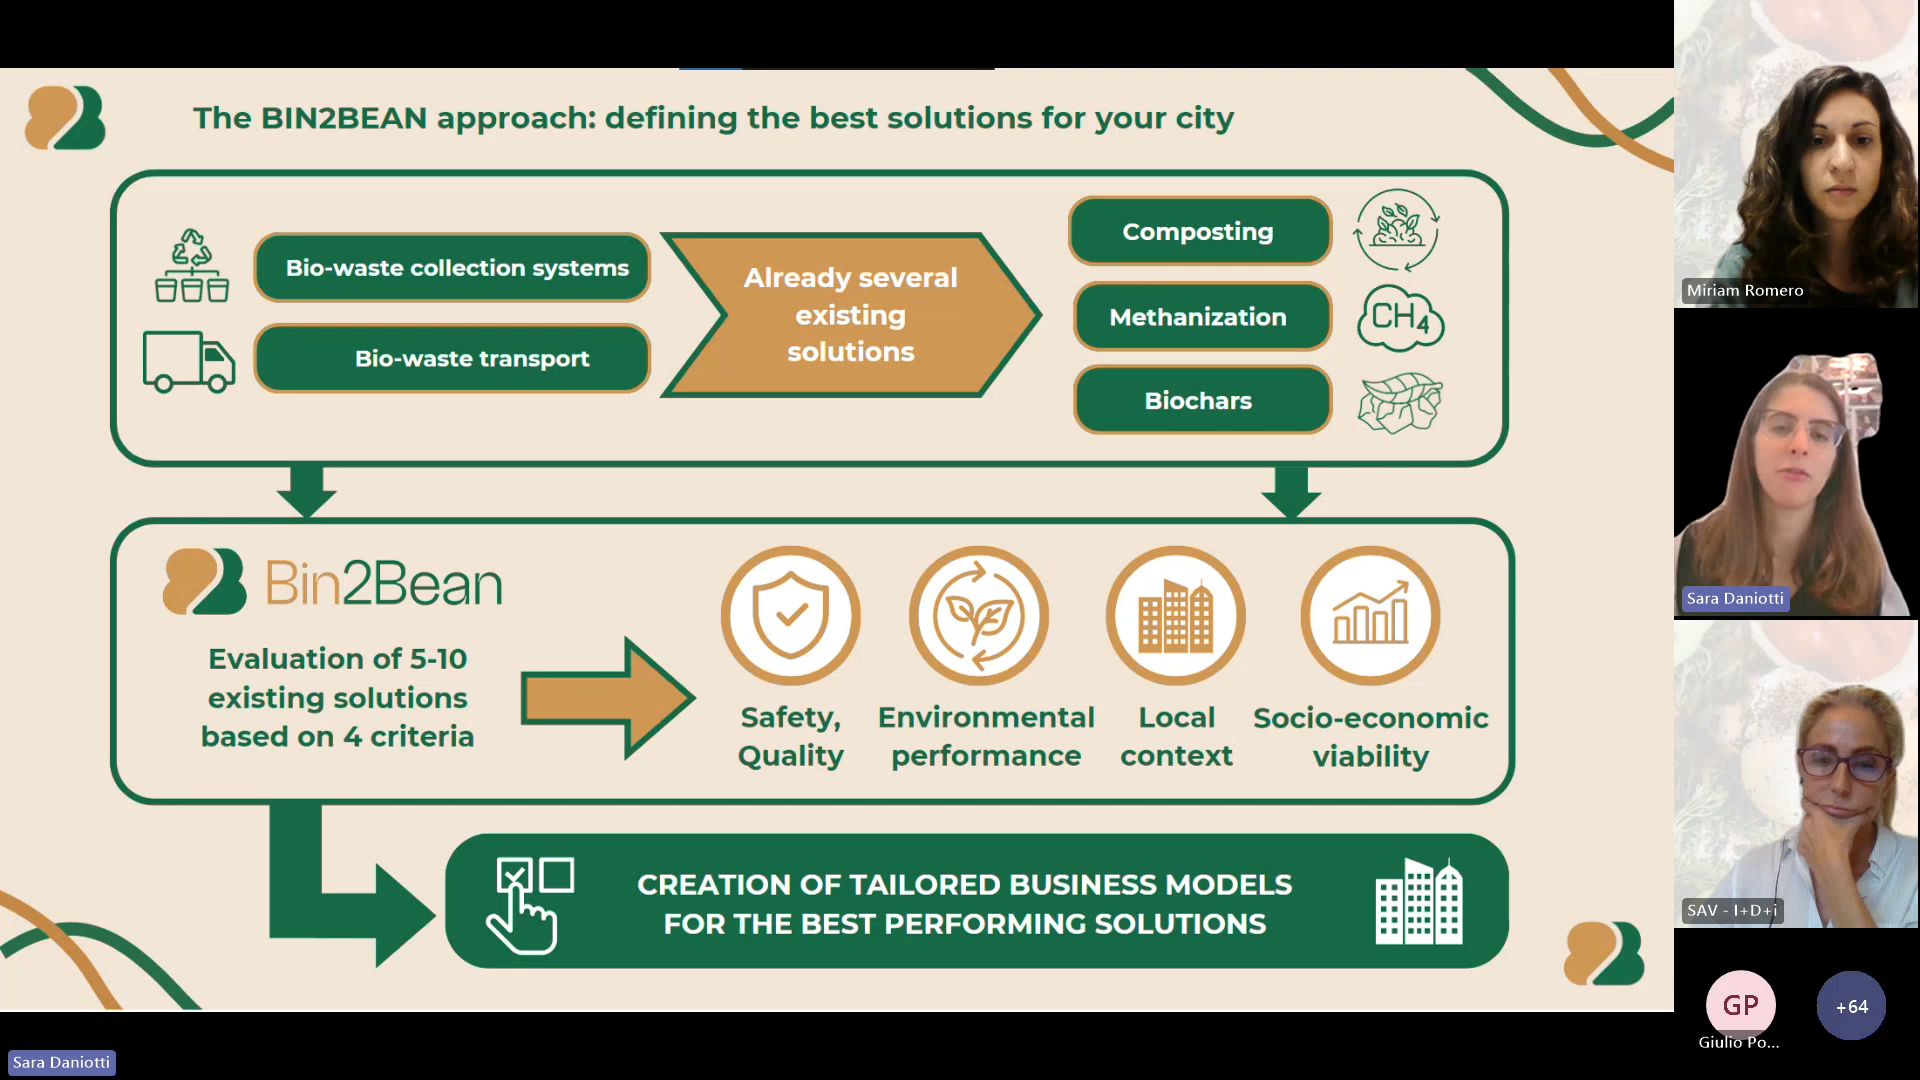 The BIN2BEAN approach: defining the best solutions for your city
Bio-waste collection systems
Bio-waste transport
Already several
existing
solutions
Composting
Methanization
Biochars
CH4
Bin2Bean
Evaluation of 5-10
existing solutions
based on 4 criteria
Safety,
Quality
Environmental
performance
Local
context
Socio-economic
viability
CREATION OF TAILORED BUSINESS MODELS
FOR THE BEST PERFORMING SOLUTIONS
Miriam Romero
Sara Daniotti
SAV - I+D+i
GP
Giulio Po...
+64
Sara Daniotti